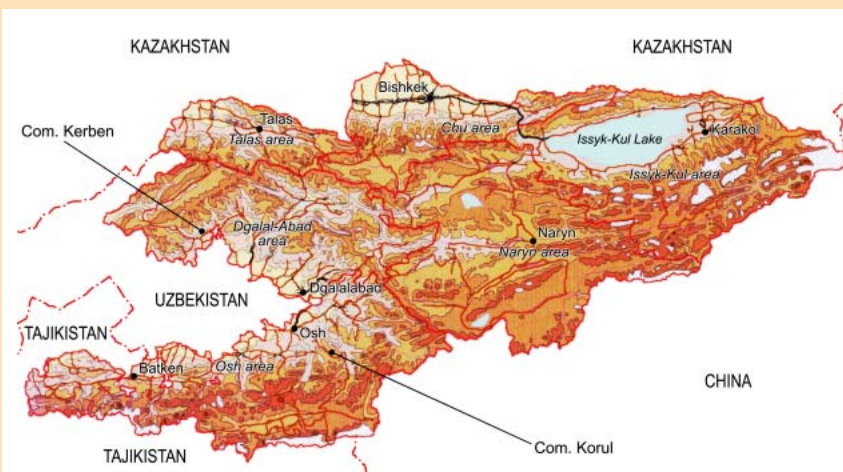 KAZAKHSTAN
KAZAKHSTAN
Bishkek
Talas
Talas area
Chu area
Issyk-Kul Lake
Karakol
Com. Kerben
Issyk-Kul area
Dgalal-Abad
area
Naryn
Naryn area
Dgalalabad
UZBEKISTAN
TAJIKISTAN
Osh
Batken
Osh area
CHINA
Com. Korul
TAJIKISTAN